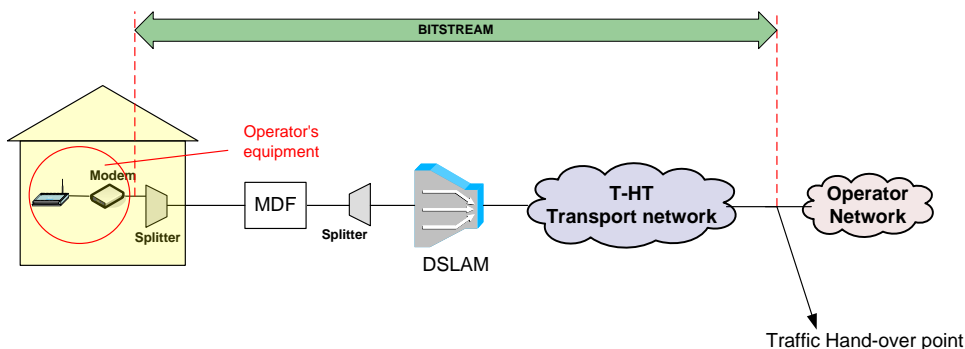 BITSTREAM
Operator's
equipment
Modem
Splitter
MDF
Splitter
DSLAM
T-HT
Transport network
Operator
Network
Traffic Hand-over point